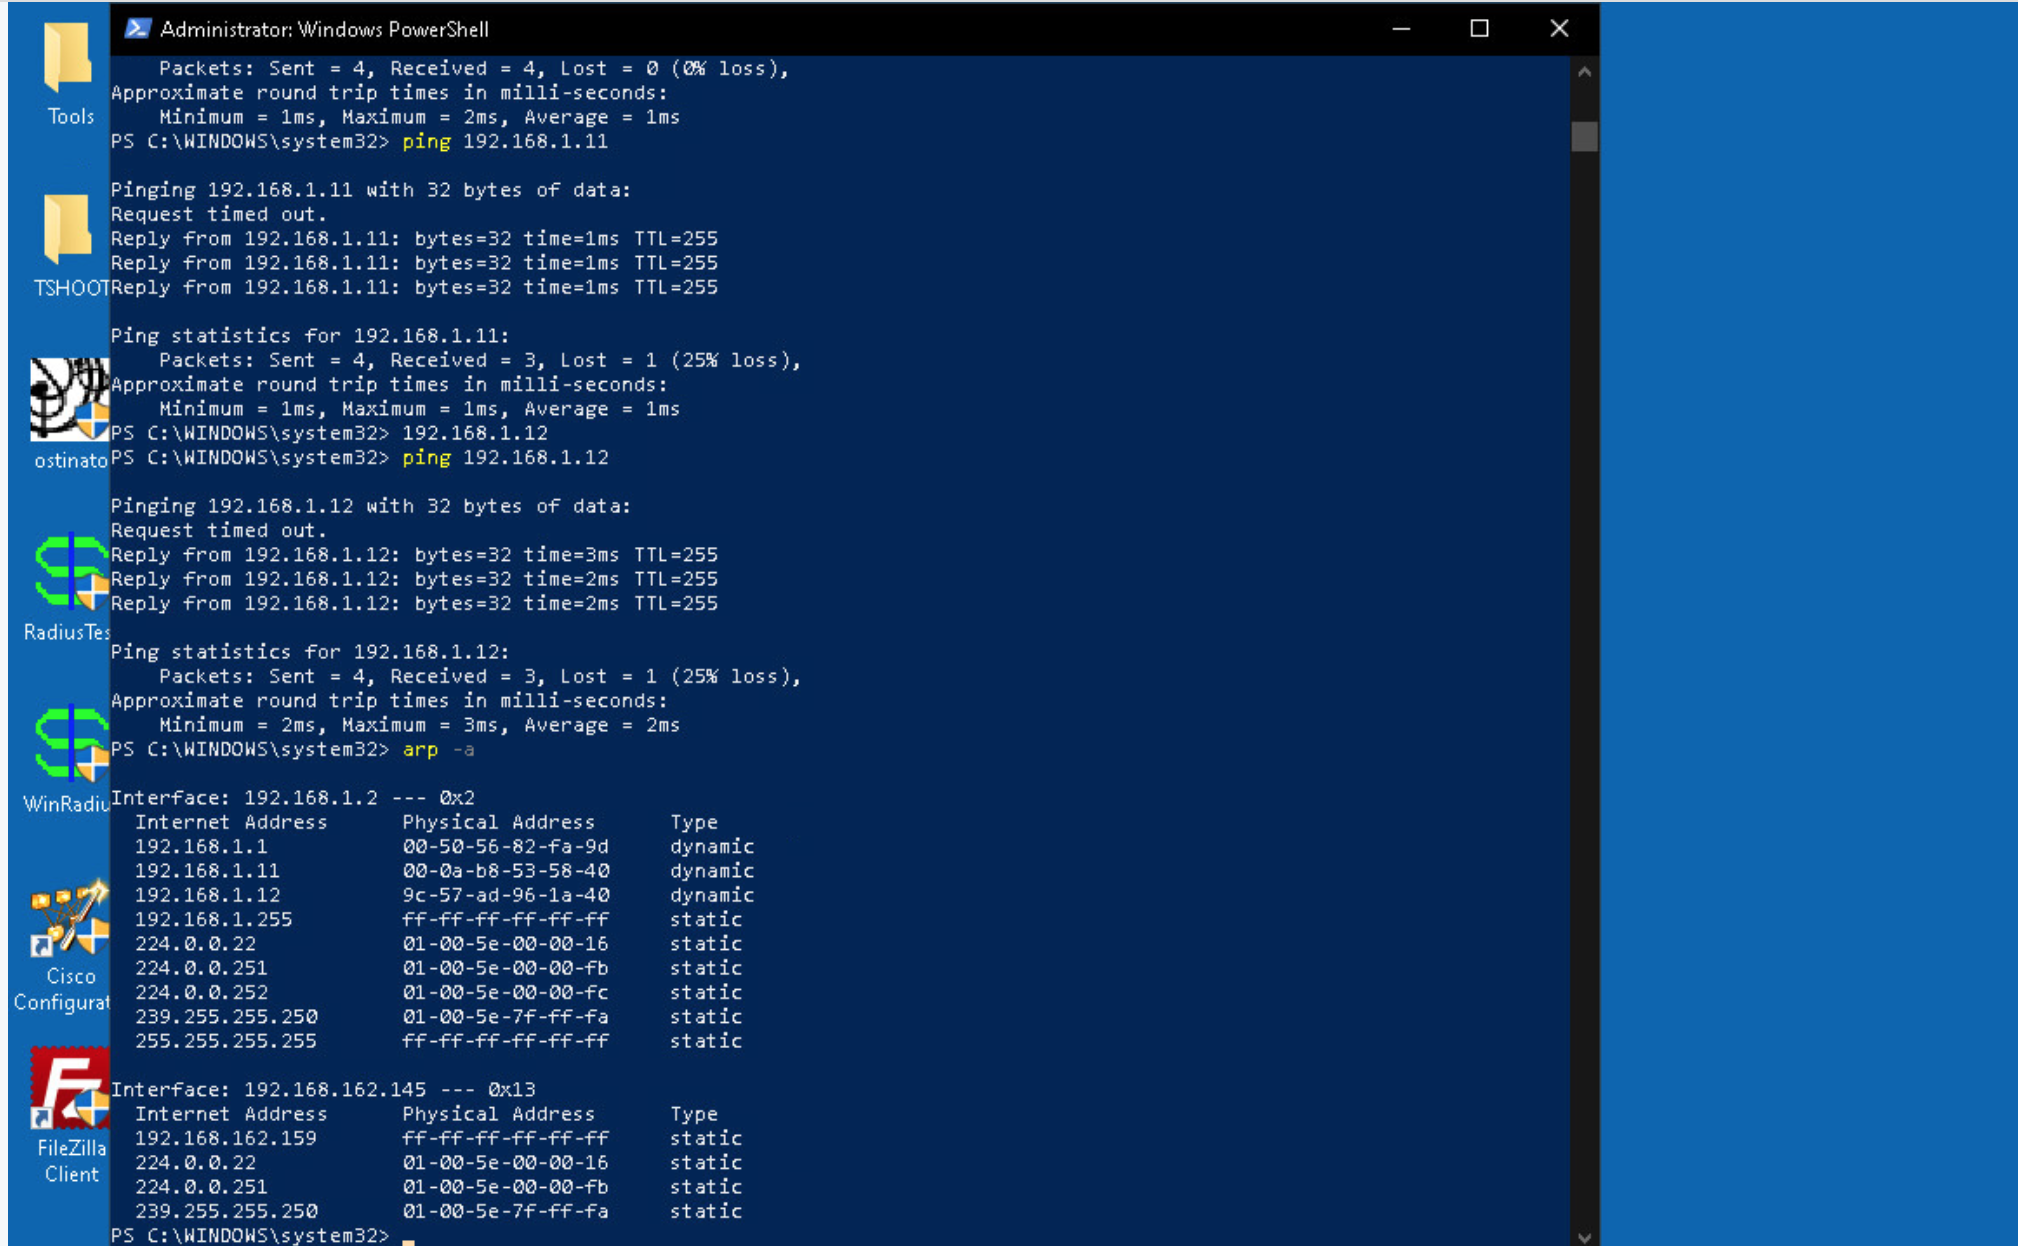 Administrator: Windows PowerShell
Packets: Sent = 4, Received = 4, Lost = 0 (0% loss),
Approximate round trip times in milli-seconds:
Minimum = 1ms, Maximum = 2ms, Average = 1ms
PS C:\WINDOWS\system32> ping 192.168.1.11
Pinging 192.168.1.11 with 32 bytes of data:
Request timed out.
Reply from 192.168.1.11: bytes=32 time=1ms TTL=255
Reply from 192.168.1.11: bytes=32 time=1ms TTL=255
Reply from 192.168.1.11: bytes=32 time=1ms TTL=255
Ping statistics for 192.168.1.11:
Packets: Sent = 4, Received = 3, Lost = 1 (25% loss),
Approximate round trip times in milli-seconds:
Minimum = 1ms, Maximum = 1ms, Average = 1ms
PS C:\WINDOWS\system32> 192.168.1.12
PS C:\WINDOWS\system32> ping 192.168.1.12
Pinging 192.168.1.12 with 32 bytes of data:
Request timed out.
Reply from 192.168.1.12: bytes=32 time=3ms TTL=255
Reply from 192.168.1.12: bytes=32 time=2ms TTL=255
Reply from 192.168.1.12: bytes=32 time=2ms TTL=255
Ping statistics for 192.168.1.12:
Packets: Sent = 4, Received = 3, Lost = 1 (25% loss),
Approximate round trip times in milli-seconds:
Minimum = 2ms, Maximum = 3ms, Average = 2ms
PS C:\WINDOWS\system32> arp -a
Interface: 192.168.1.2 --- 0x2
Internet Address Physical Address Type
192.168.1.1 00-50-56-82-fa-9d dynamic
192.168.1.11 00-0a-b8-53-58-40 dynamic
192.168.1.12 9c-57-ad-96-1a-40 dynamic
192.168.1.255 ff-ff-ff-ff-ff-ff static
224.0.0.22 01-00-5e-00-00-16 static
224.0.0.251 01-00-5e-00-00-fb static
224.0.0.252 01-00-5e-00-00-fc static
239.255.255.250 01-00-5e-7f-ff-fa static
255.255.255.255 ff-ff-ff-ff-ff-ff static
Interface: 192.168.162.145 --- 0x13
Internet Address Physical Address Type
192.168.162.159 ff-ff-ff-ff-ff-ff static
224.0.0.22 01-00-5e-00-00-16 static
224.0.0.251 01-00-5e-00-00-fb static
239.255.255.250 01-00-5e-7f-ff-fa static
PS C:\WINDOWS\system32>
Tools
TSHOOT
ostinato
RadiusTes
WinRadiu
Cisco
Configurat
FileZilla
Client